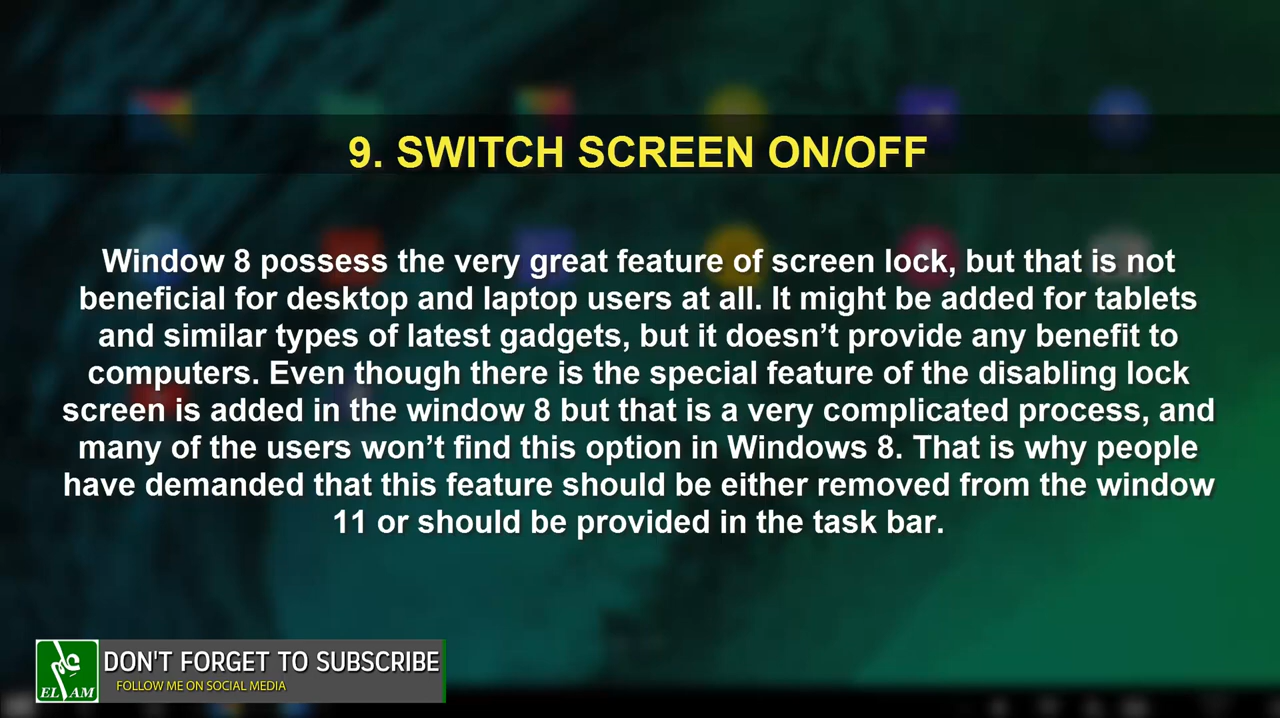 9. SWITCH SCREEN ON/OFF
Window 8 possess the very great feature of screen lock, but that is not
beneficial for desktop and laptop users at all. It might be added for tablets
and similar types of latest gadgets, but it doesn’t provide any benefit to
computers. Even though there is the special feature of the disabling lock
screen is added in the window 8 but that is a very complicated process, and
many of the users won’t find this option in Windows 8. That is why people
have demanded that this feature should be either removed from the window
11 or should be provided in the task bar.
DON'T FORGET TO SUBSCRIBE
FOLLOW ME ON SOCIAL MEDIA